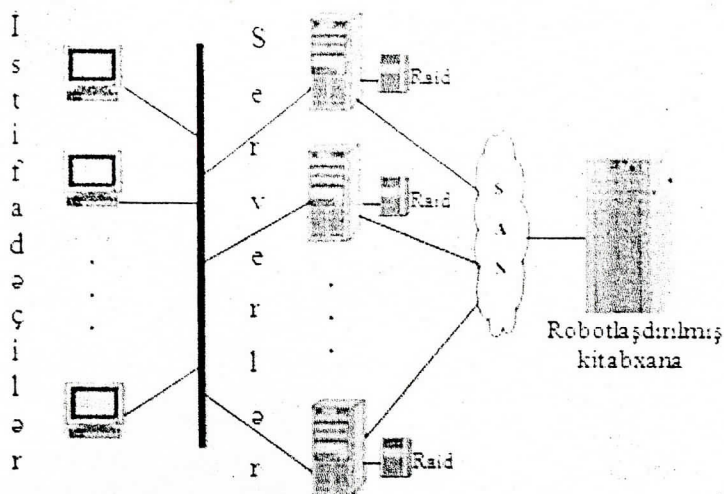 İstifadəçilər
Serverlər
Raid
Raid
SAN
Robotlaşdırılmış
kitabxana
Raid